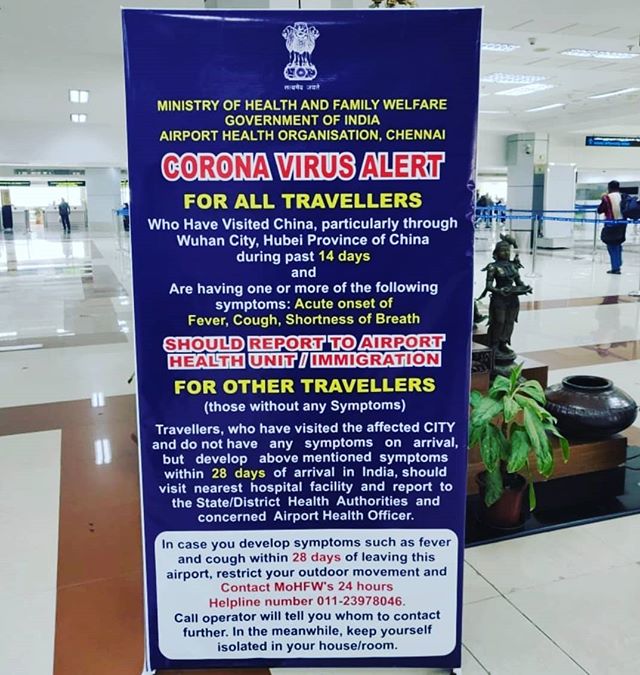 सत्यमेव जयते
MINISTRY OF HEALTH AND FAMILY WELFARE
GOVERNMENT OF INDIA
AIRPORT HEALTH ORGANISATION, CHENNAI
CORONA VIRUS ALERT
FOR ALL TRAVELLERS
Who Have Visited China, particularly through
Wuhan City, Hubei Province of China
during past 14 days
and
Are having one or more of the following
symptoms: Acute onset of
Fever, Cough, Shortness of Breath
SHOULD REPORT TO AIRPORT
HEALTH UNIT / IMMIGRATION
FOR OTHER TRAVELLERS
(those without any Symptoms)
Travellers, who have visited the affected CITY
and do not have any symptoms on arrival,
but develop above mentioned symptoms
within 28 days of arrival in India, should
visit nearest hospital facility and report to
the State/District Health Authorities and
concerned Airport Health Officer.
In case you develop symptoms such as fever
and cough within 28 days of leaving this
airport, restrict your outdoor movement and
Contact MoHFW's 24 hours
Helpline number 011-23978046.
Call operator will tell you whom to contact
further. In the meanwhile, keep yourself
isolated in your house/room.